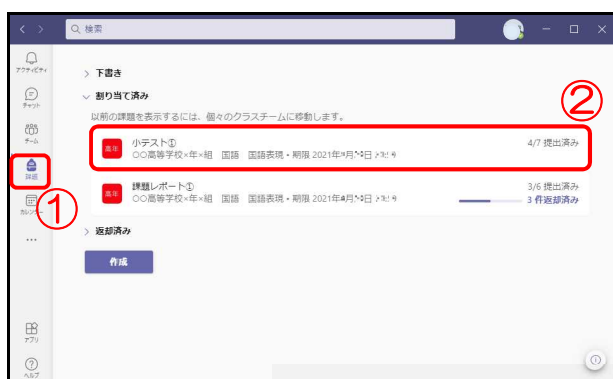 検索
アクティビティ
チャット
チーム
課題
カレンダー
アプリ
ヘルプ
①
②
下書き
割り当て済み
以前の課題を表示するには、個々のクラスチームに移動します。
高年
小テスト①
4/7 提出済み
〇〇高等学校×年×組 国語 国語表現・期限 2021年
高年
課題レポート①
3/6 提出済み
〇〇高等学校×年×組 国語 国語表現・期限 2021年
3 件返却済み
返却済み
作成